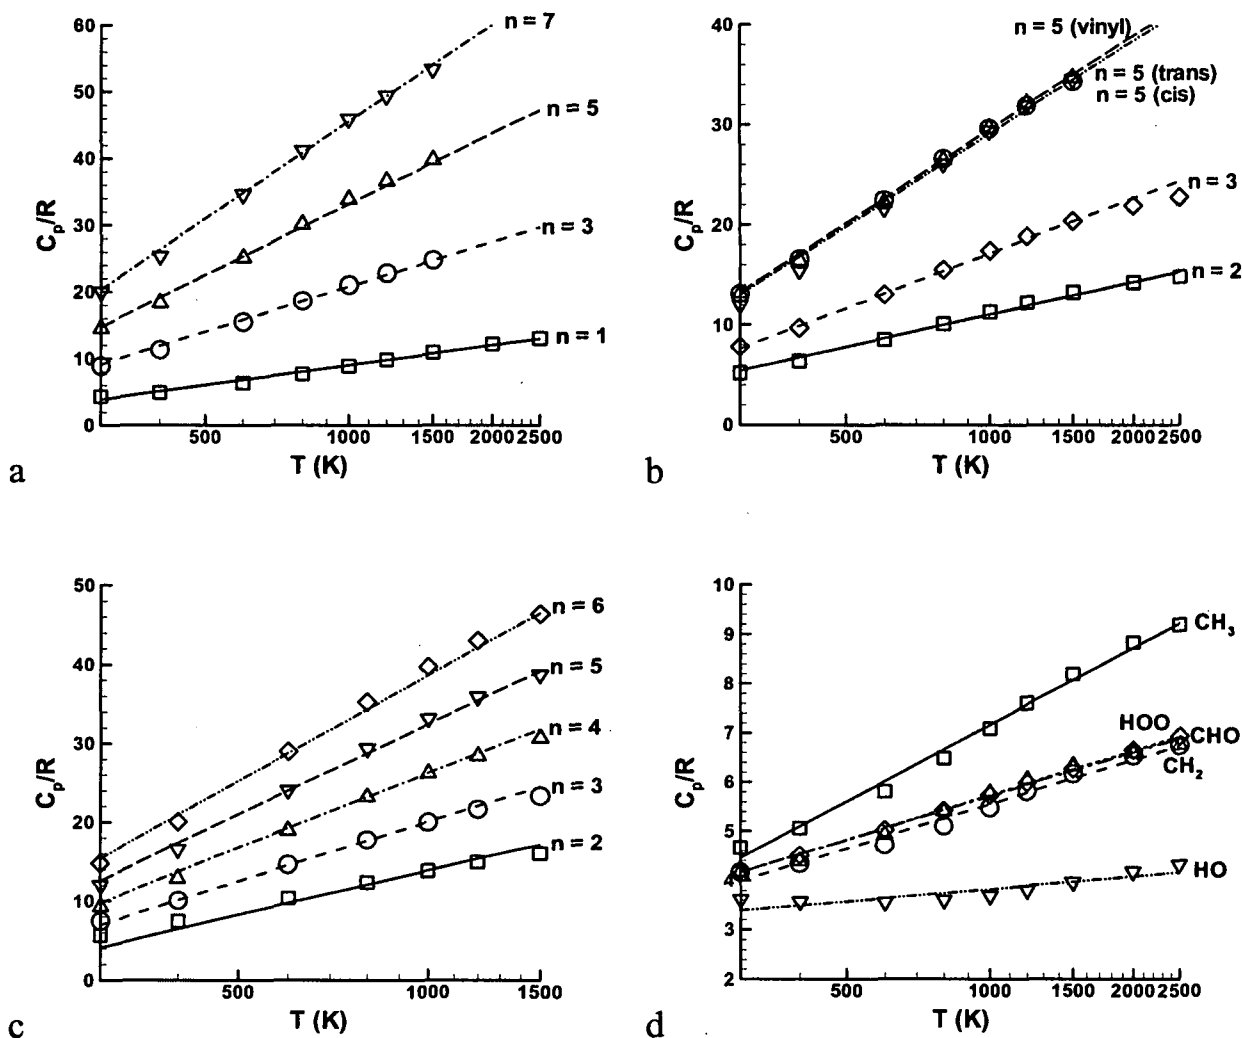 60
50
40
30
20
10
0
C_p/R
n = 7
n = 5
n = 3
n = 1
500 1000 1500 2000 2500
T (K)
a
40
30
20
10
0
C_p/R
n = 5 (vinyl)
n = 5 (trans)
n = 5 (cis)
n = 3
n = 2
500 1000 1500 2000 2500
T (K)
b
50
40
30
20
10
0
C_p/R
n = 6
n = 5
n = 4
n = 3
n = 2
500 1000 1500
T (K)
c
10
9
8
7
6
5
4
3
2
C_p/R
CH₃
HOO
CHO
CH₂
HO
500 1000 1500 2000 2500
T (K)
d